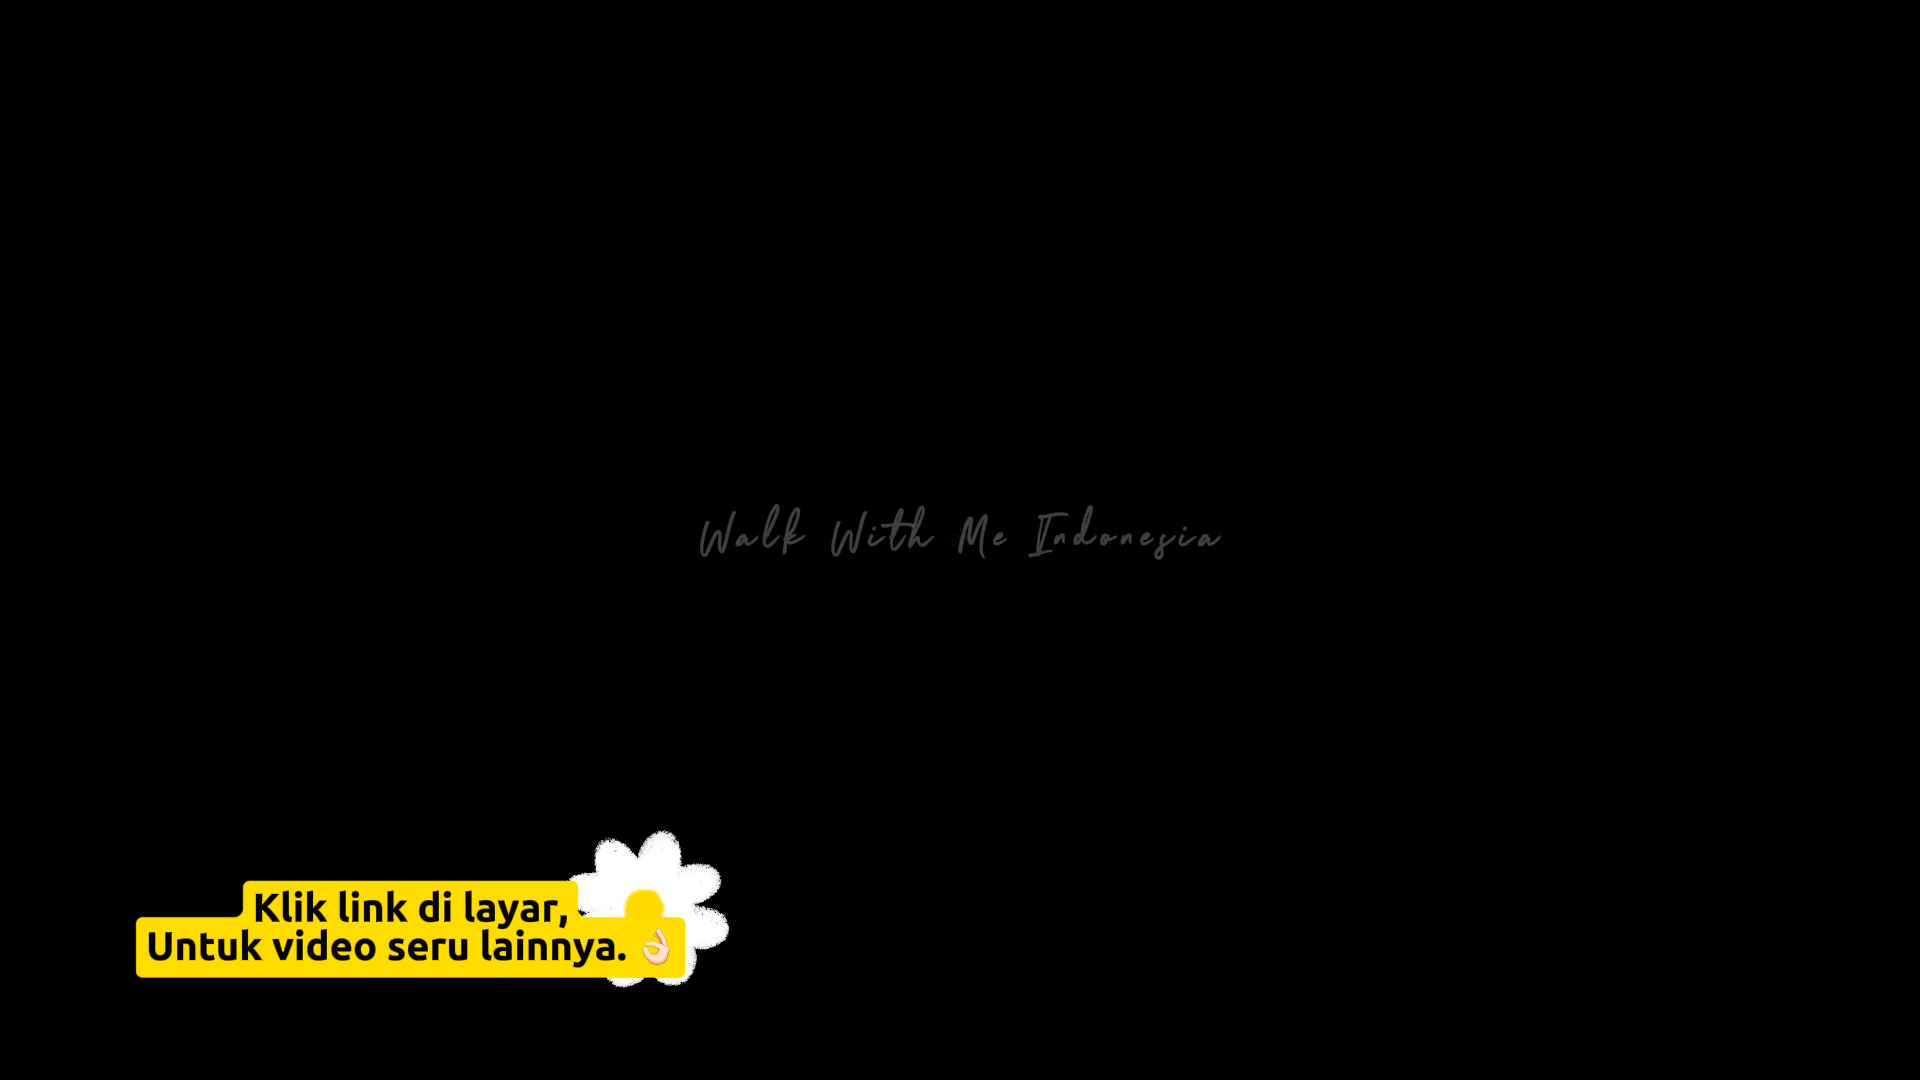 Walk With Me Indonesia
Klik link di layar,
Untuk video seru lainnya. 👌🏻